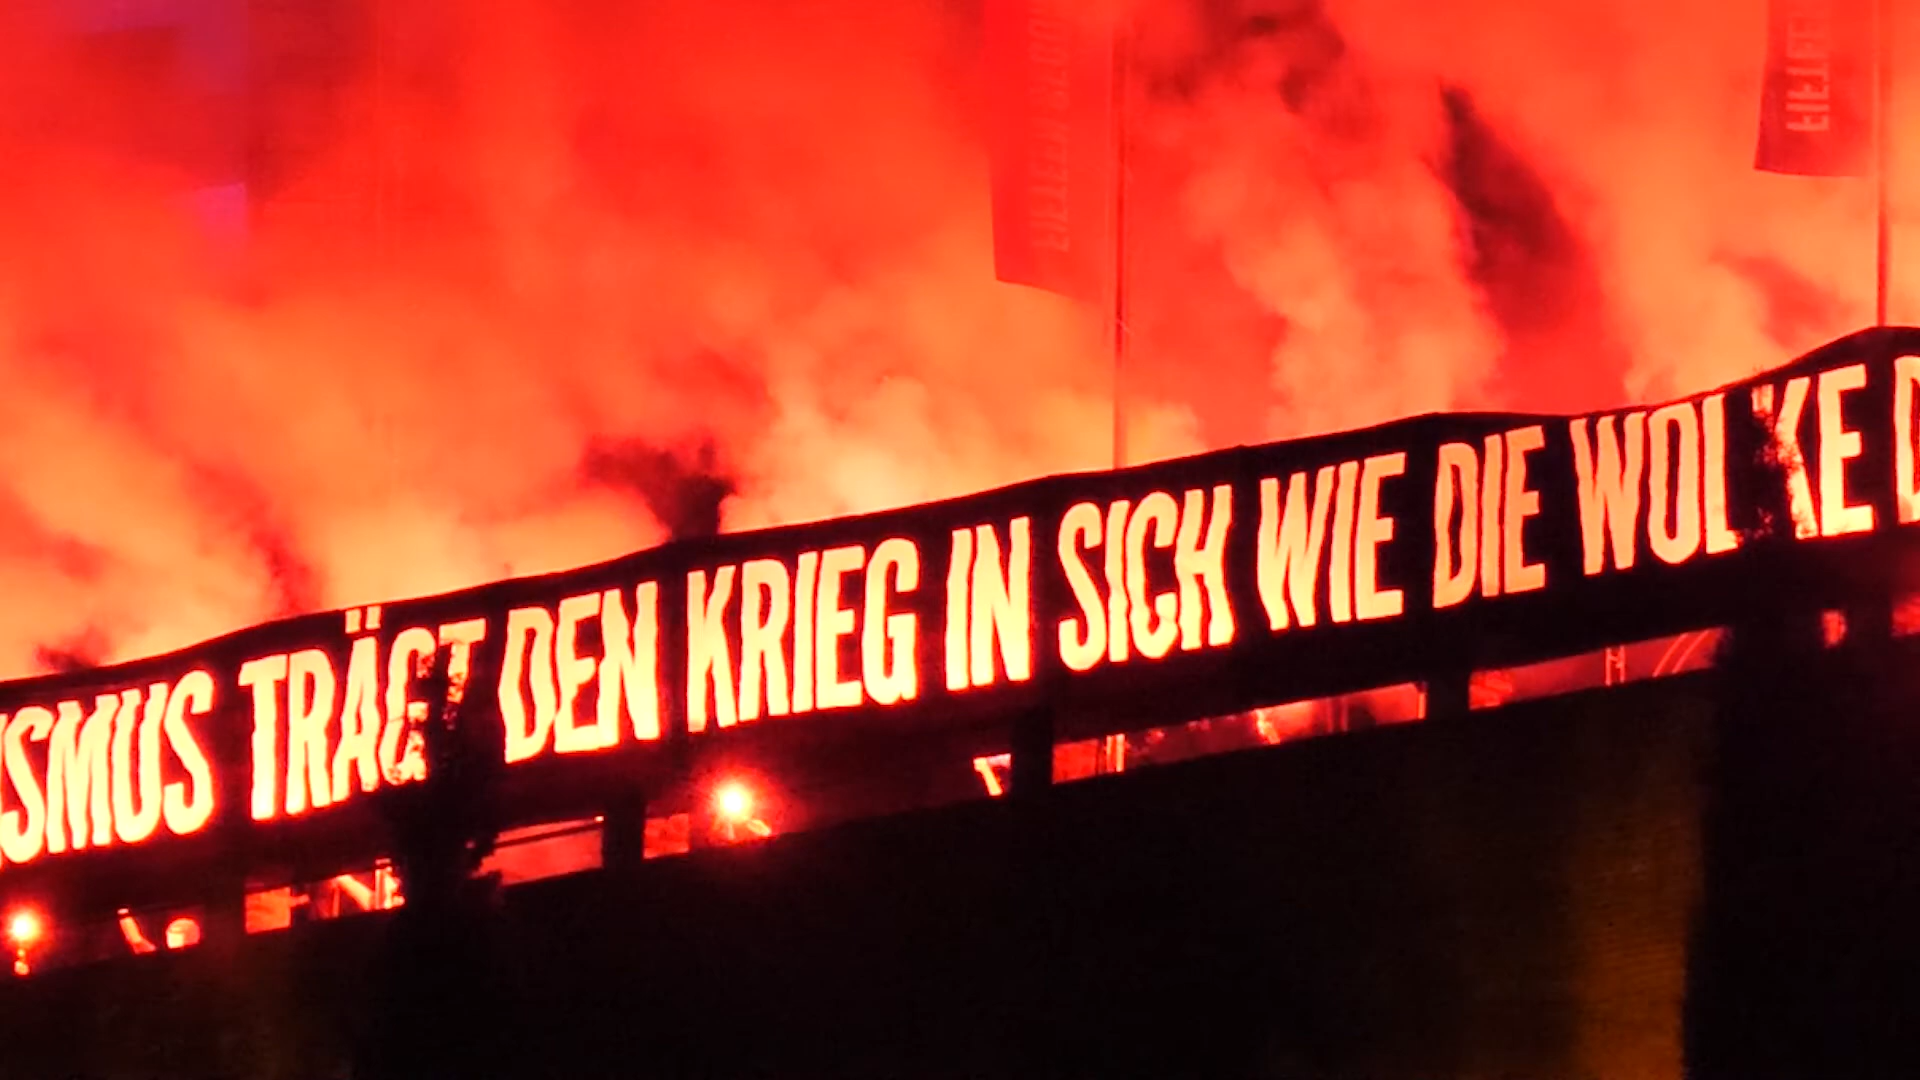 ISMUS TRÄGT DEN KRIEG IN SICH WIE DIE WOLKE D